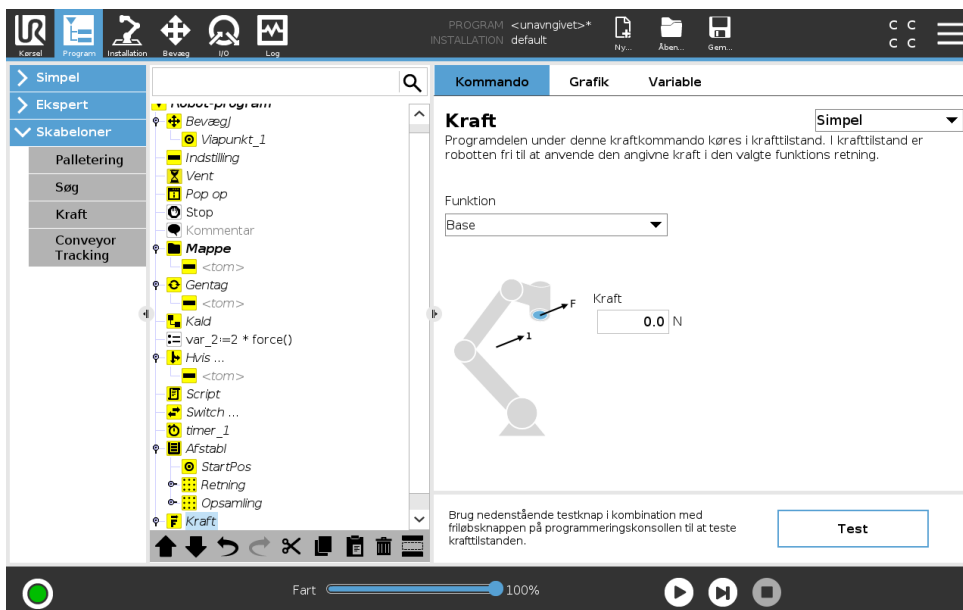 UR
Kørsel
Program
Installation
Bevæg
I/O
Log
PROGRAM <unavngivet>*
INSTALLATION default
Ny...
Åben...
Gem...
C C
C C
Simpel
Ekspert
Skabeloner
Palletering
Søg
Kraft
Conveyor
Tracking
Robot-program
BevægJ
Viapunkt_1
Indstilling
Vent
Pop op
Stop
Kommentar
Mappe
<tom>
Gentag
<tom>
Kald
var_2:=2 * force()
Hvis ...
<tom>
Script
Switch ...
timer_1
Afstabl
StartPos
Retning
Opsamling
Kraft
Kommando
Grafik
Variable
Kraft
Simpel
Programdelen under denne kraftkommando køres i krafttilstand. I krafttilstand er
robotten fri til at anvende den angivne kraft i den valgte funktions retning.
Funktion
Base
F
1
Kraft
0.0 N
Brug nedenstående testknap i kombination med
friløbsknappen på programmeringskonsollen til at teste
krafttilstanden.
Test
Fart
100%